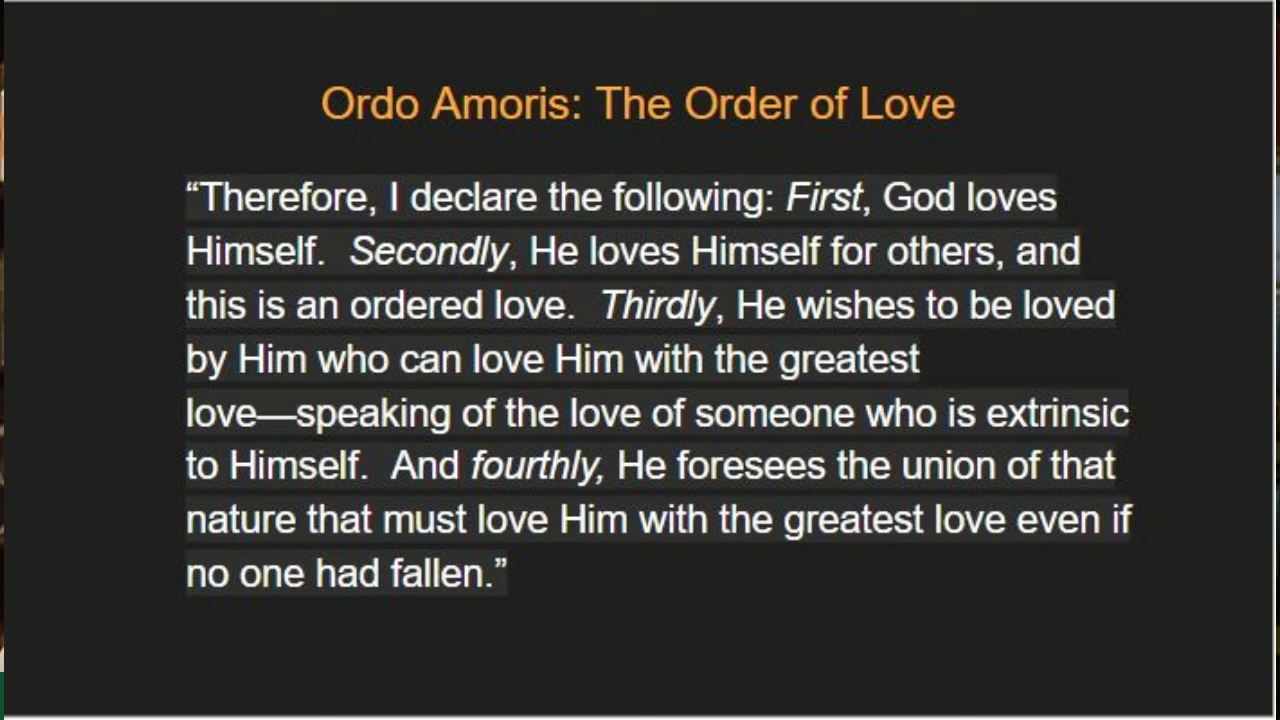 Ordo Amoris: The Order of Love
“Therefore, I declare the following: First, God loves
Himself.  Secondly, He loves Himself for others, and
this is an ordered love.  Thirdly, He wishes to be loved
by Him who can love Him with the greatest
love—speaking of the love of someone who is extrinsic
to Himself.  And fourthly, He foresees the union of that
nature that must love Him with the greatest love even if
no one had fallen.”